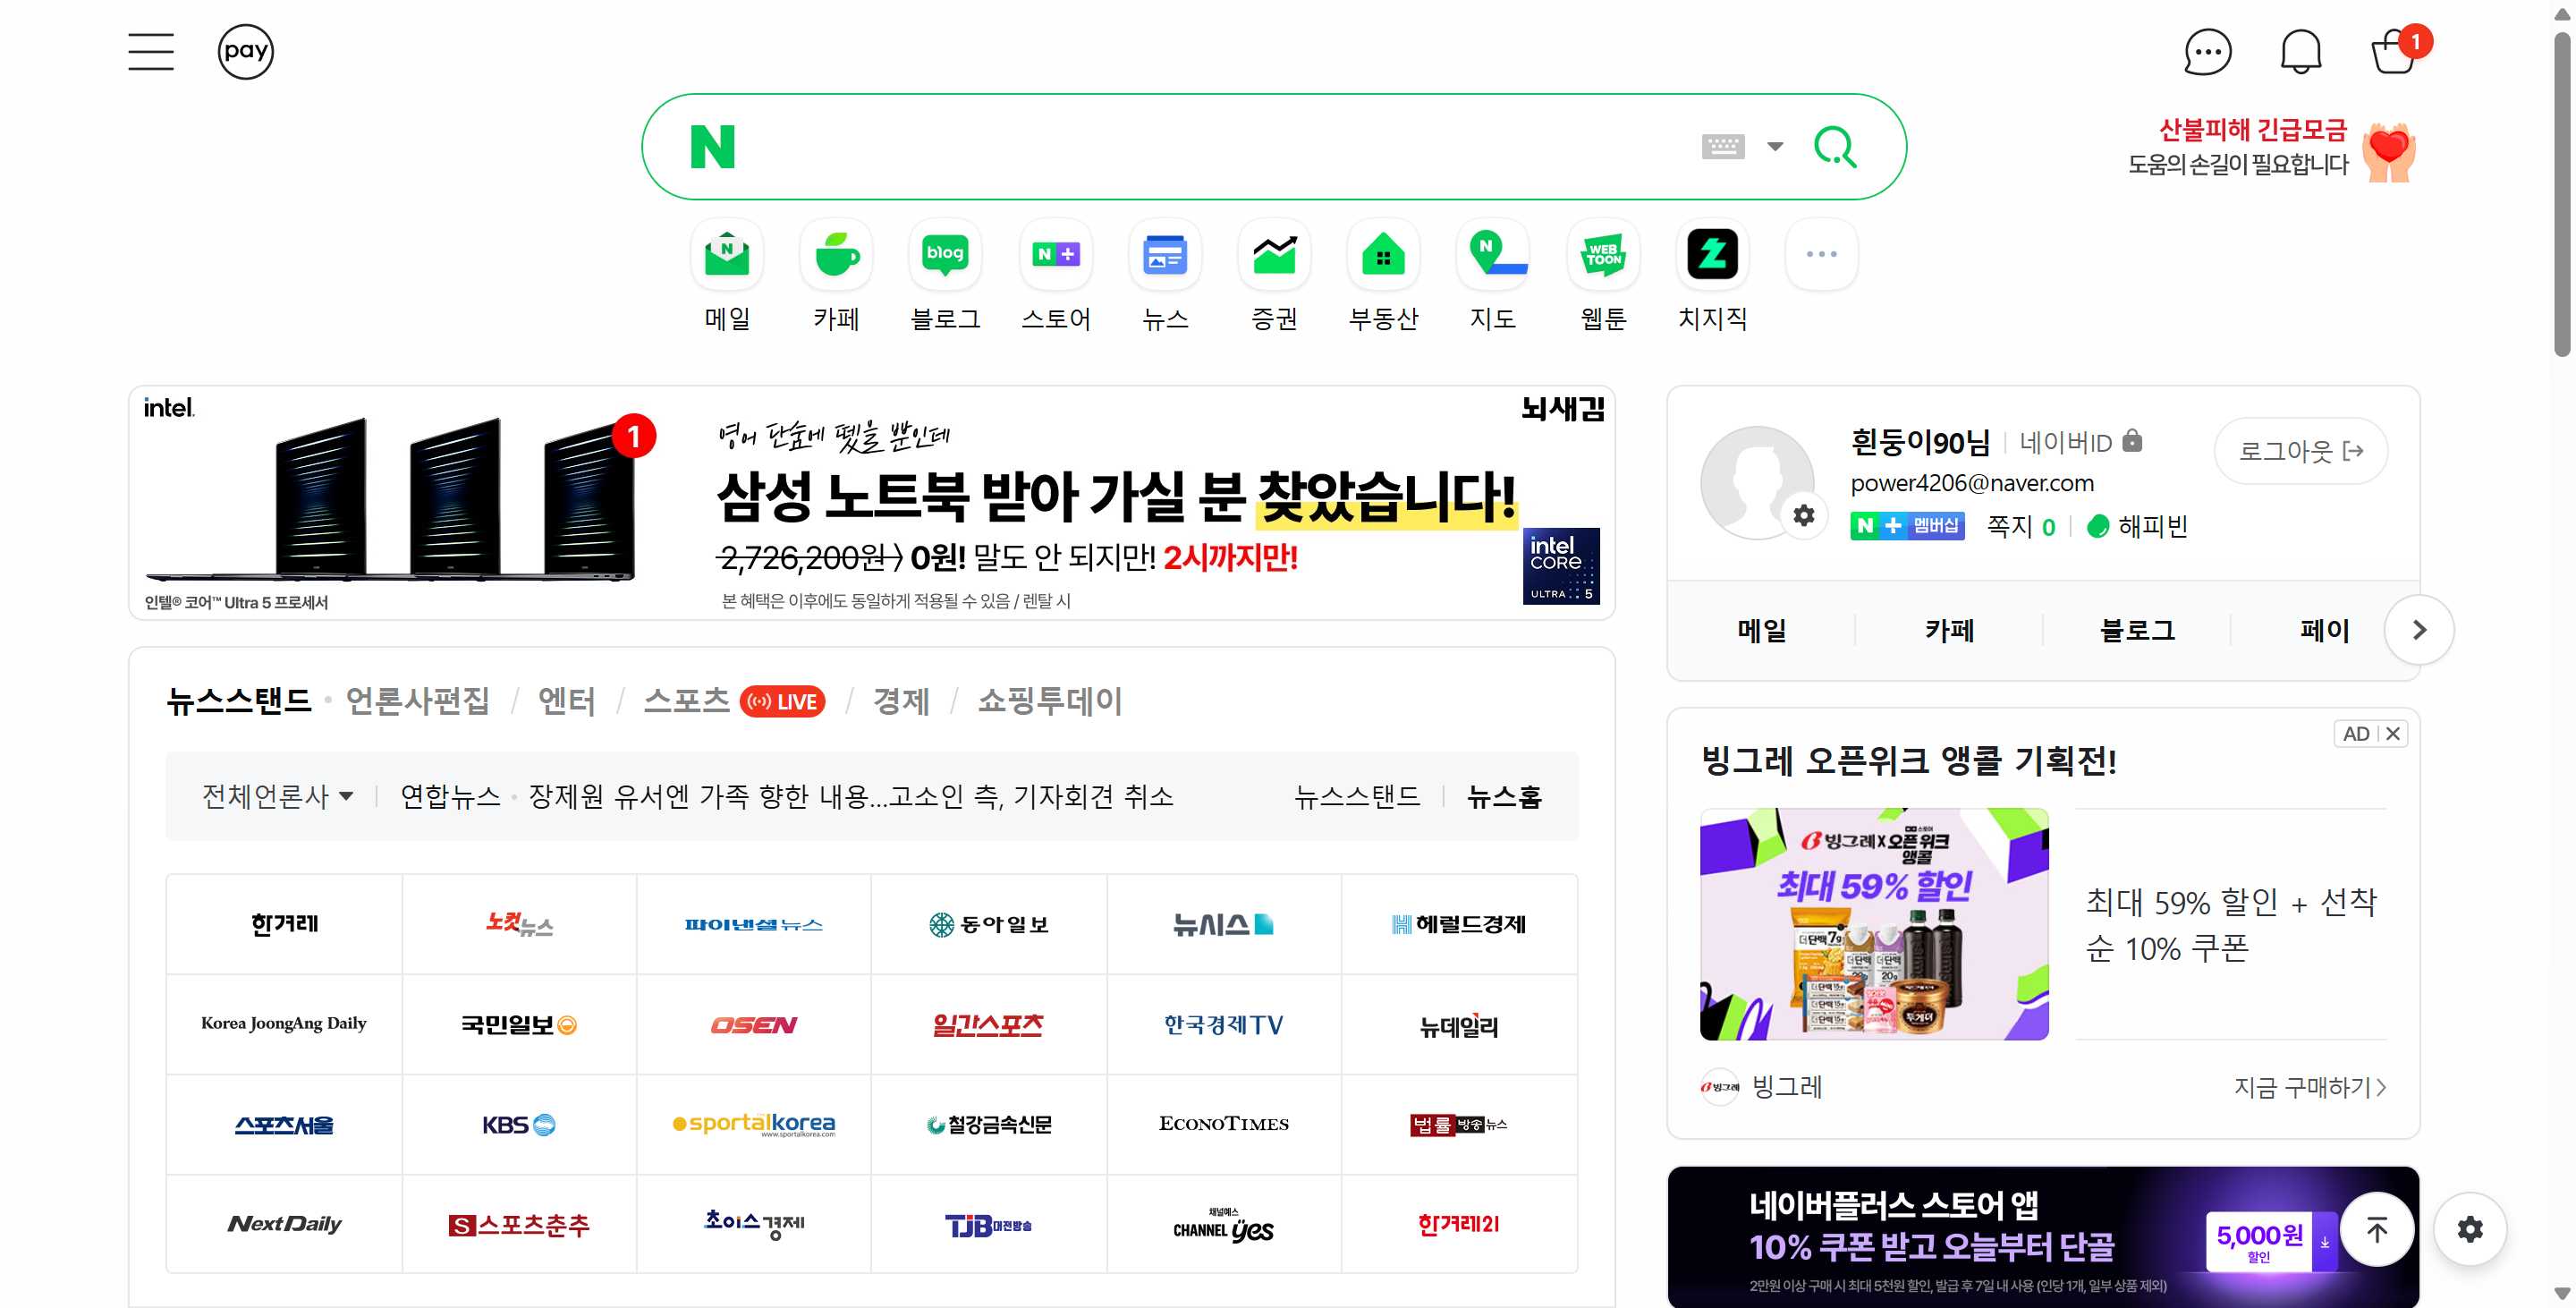 pay
1
N
산불피해 긴급모금
도움의 손길이 필요합니다
N
blog
N +
N
WEB TOON
메일
카페
블로그
스토어
뉴스
증권
부동산
지도
웹툰
치지직
intel.
1
인텔® 코어™ Ultra 5 프로세서
영어 단숨에 뗐을 뿐인데
삼성 노트북 받아 가실 분 찾았습니다!
2,726,200원 〉 0원! 말도 안 되지만! 2시까지만!
본 혜택은 이후에도 동일하게 적용될 수 있음 / 렌탈 시
뇌새김
intel
CORE
ULTRA 5
흰둥이90님 네이버ID
로그아웃
power4206@naver.com
N + 멤버십 쪽지 0 해피빈
메일 카페 블로그 페이
뉴스스탠드 · 언론사편집 / 엔터 / 스포츠 LIVE / 경제 / 쇼핑투데이
전체언론사 연합뉴스 · 장제원 유서엔 가족 향한 내용...고소인 측, 기자회견 취소 뉴스스탠드 뉴스홈
한겨레 노컷뉴스 파이낸셜뉴스 동아일보 뉴시스 헤럴드경제
Korea JoongAng Daily 국민일보 OSEN 일간스포츠 한국경제TV 뉴데일리
스포츠서울 KBS sportalkorea www.sportalkorea.com 철강금속신문 ECONOTIMES 법률방송뉴스
NextDaily S스포츠춘추 초이스경제 TJB대전방송 채널예스 CHANNEL yes 한겨레21
AD
빙그레 오픈위크 앵콜 기획전!
빙그레X오픈 위크
앵콜
최대 59% 할인
최대 59% 할인 + 선착
순 10% 쿠폰
빙그레
빙그레
지금 구매하기
네이버플러스 스토어 앱
10% 쿠폰 받고 오늘부터 단골
2만원 이상 구매 시 최대 5천원 할인, 발급 후 7일 내 사용 (인당 1개, 일부 상품 제외)
5,000원
할인